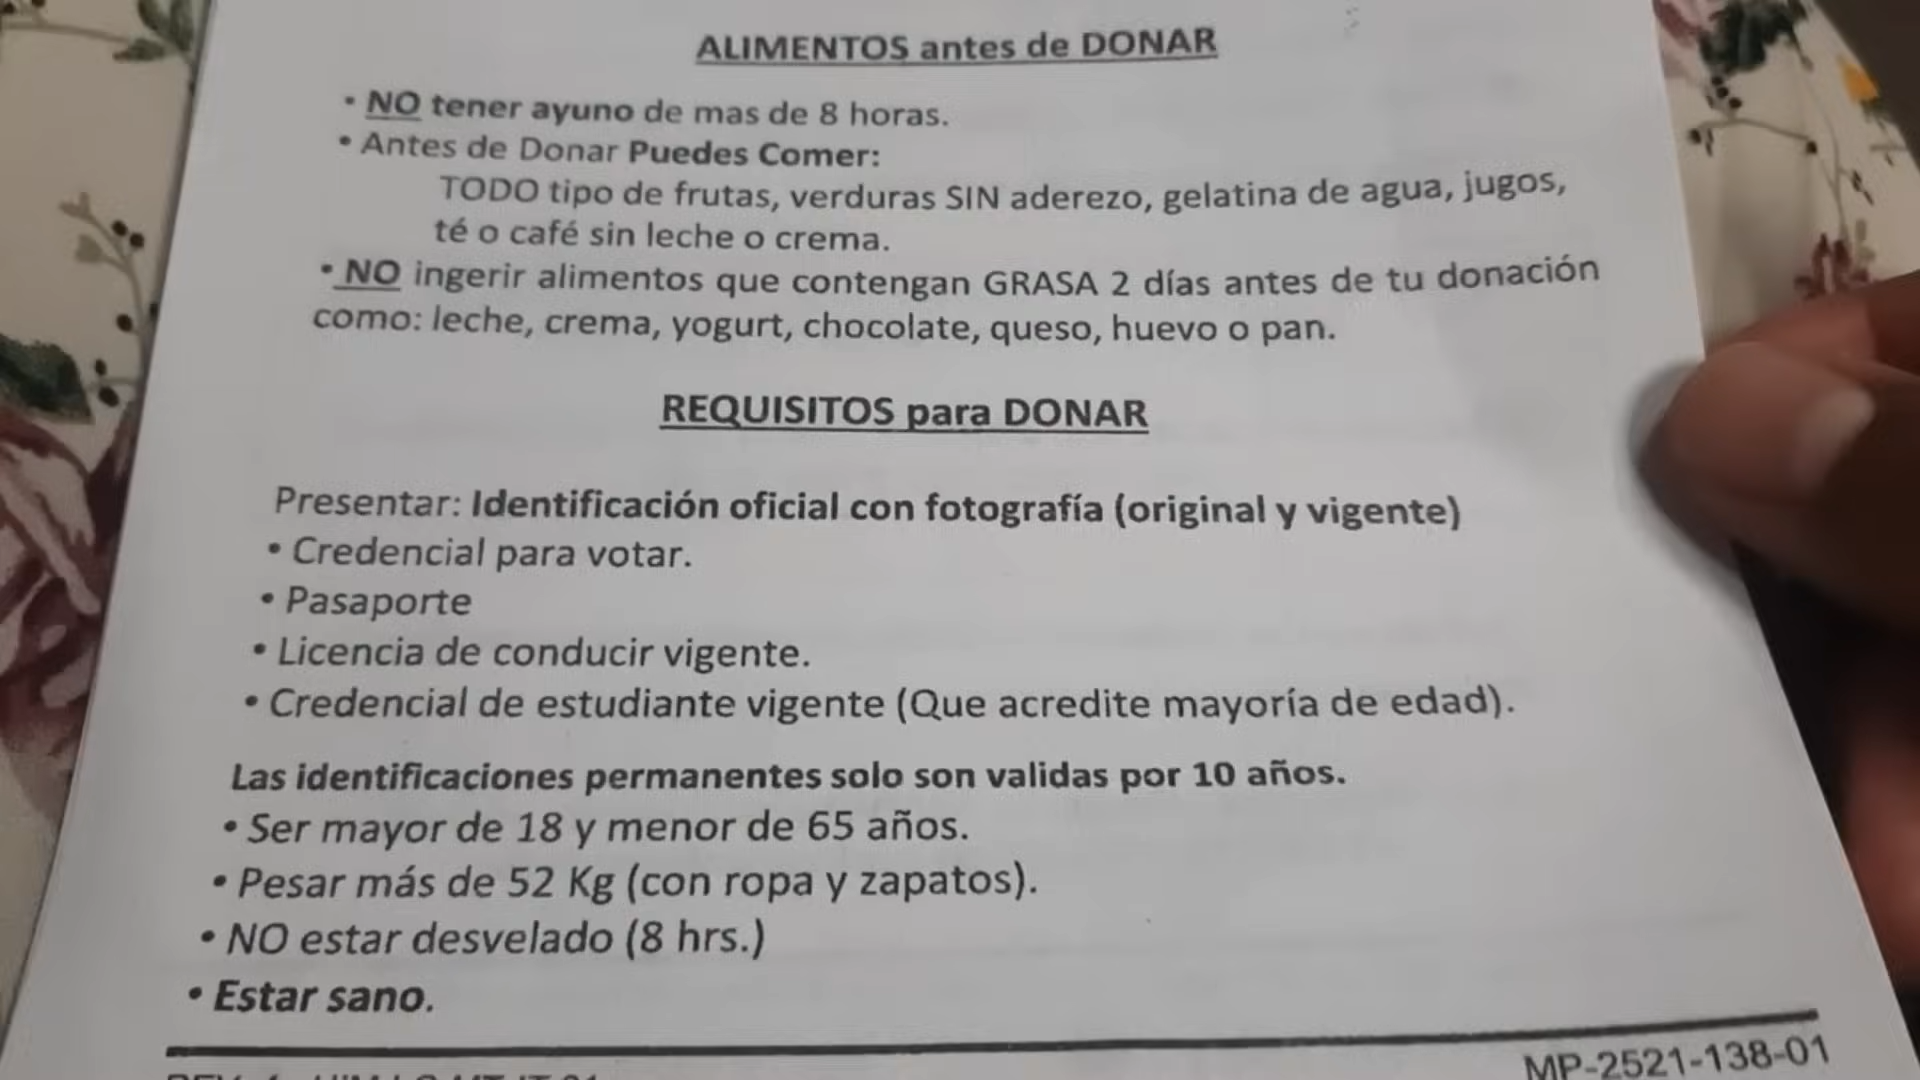 ALIMENTOS antes de DONAR
• NO tener ayuno de mas de 8 horas.
• Antes de Donar Puedes Comer:
TODO tipo de frutas, verduras SIN aderezo, gelatina de agua, jugos,
té o café sin leche o crema.
• NO ingerir alimentos que contengan GRASA 2 días antes de tu donación
como: leche, crema, yogurt, chocolate, queso, huevo o pan.
REQUISITOS para DONAR
Presentar: Identificación oficial con fotografía (original y vigente)
• Credencial para votar.
• Pasaporte
• Licencia de conducir vigente.
• Credencial de estudiante vigente (Que acredite mayoría de edad).
Las identificaciones permanentes solo son validas por 10 años.
• Ser mayor de 18 y menor de 65 años.
• Pesar más de 52 Kg (con ropa y zapatos).
• NO estar desvelado (8 hrs.)
• Estar sano.
MP-2521-138-01